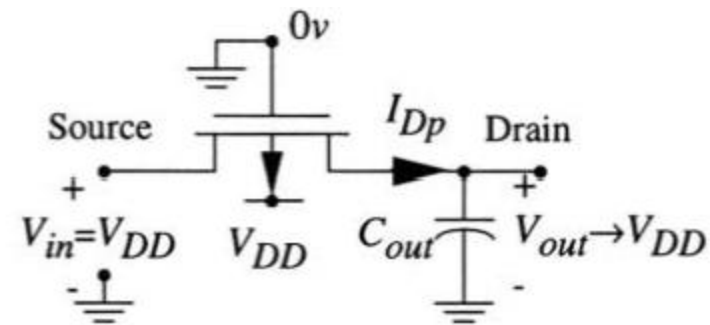 0v
Source
I_Dp
Drain
+
+
V_in=V_DD
V_DD
C_out
V_out→V_DD
-
-